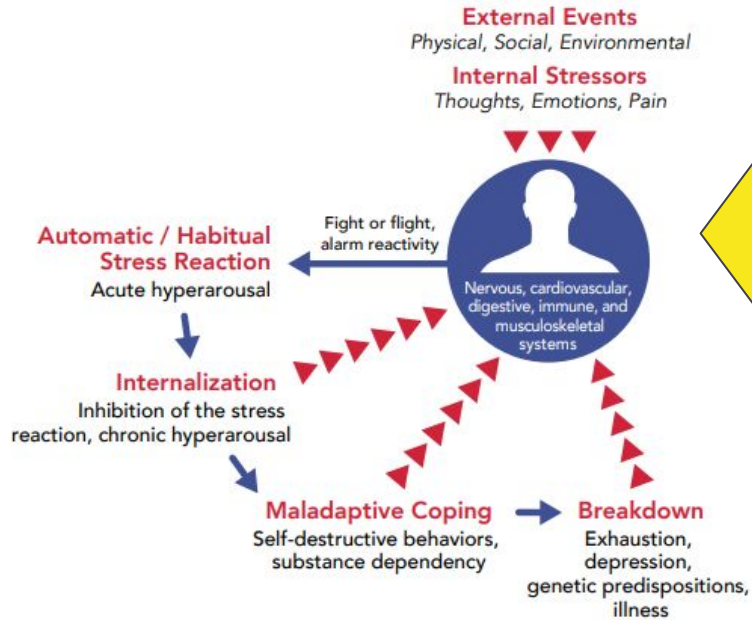 External Events
Physical, Social, Environmental
Internal Stressors
Thoughts, Emotions, Pain
Fight or flight,
alarm reactivity
Nervous, cardiovascular,
digestive, immune, and
musculoskeletal
systems
Automatic / Habitual
Stress Reaction
Acute hyperarousal
Internalization
Inhibition of the stress
reaction, chronic hyperarousal
Maladaptive Coping
Self-destructive behaviors,
substance dependency
Breakdown
Exhaustion,
depression,
genetic predispositions,
illness